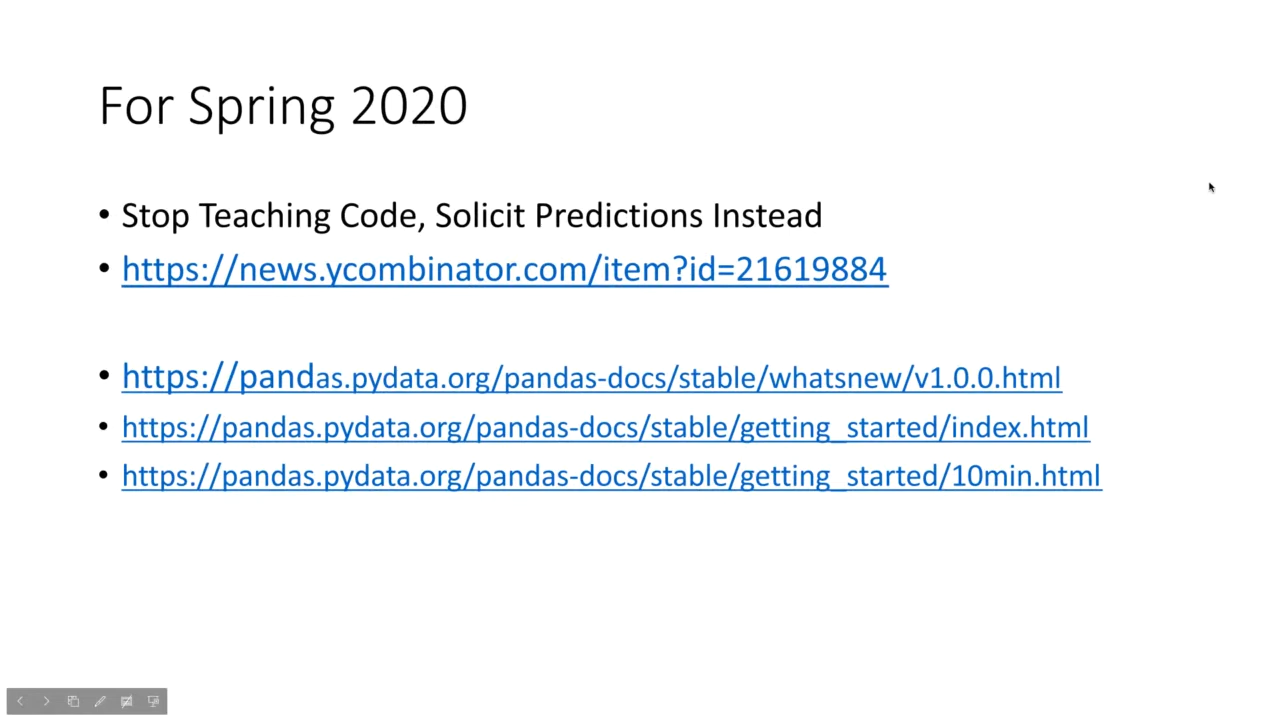 For Spring 2020
• Stop Teaching Code, Solicit Predictions Instead
• https://news.ycombinator.com/item?id=21619884
• https://pandas.pydata.org/pandas-docs/stable/whatsnew/v1.0.0.html
• https://pandas.pydata.org/pandas-docs/stable/getting_started/index.html
• https://pandas.pydata.org/pandas-docs/stable/getting_started/10min.html